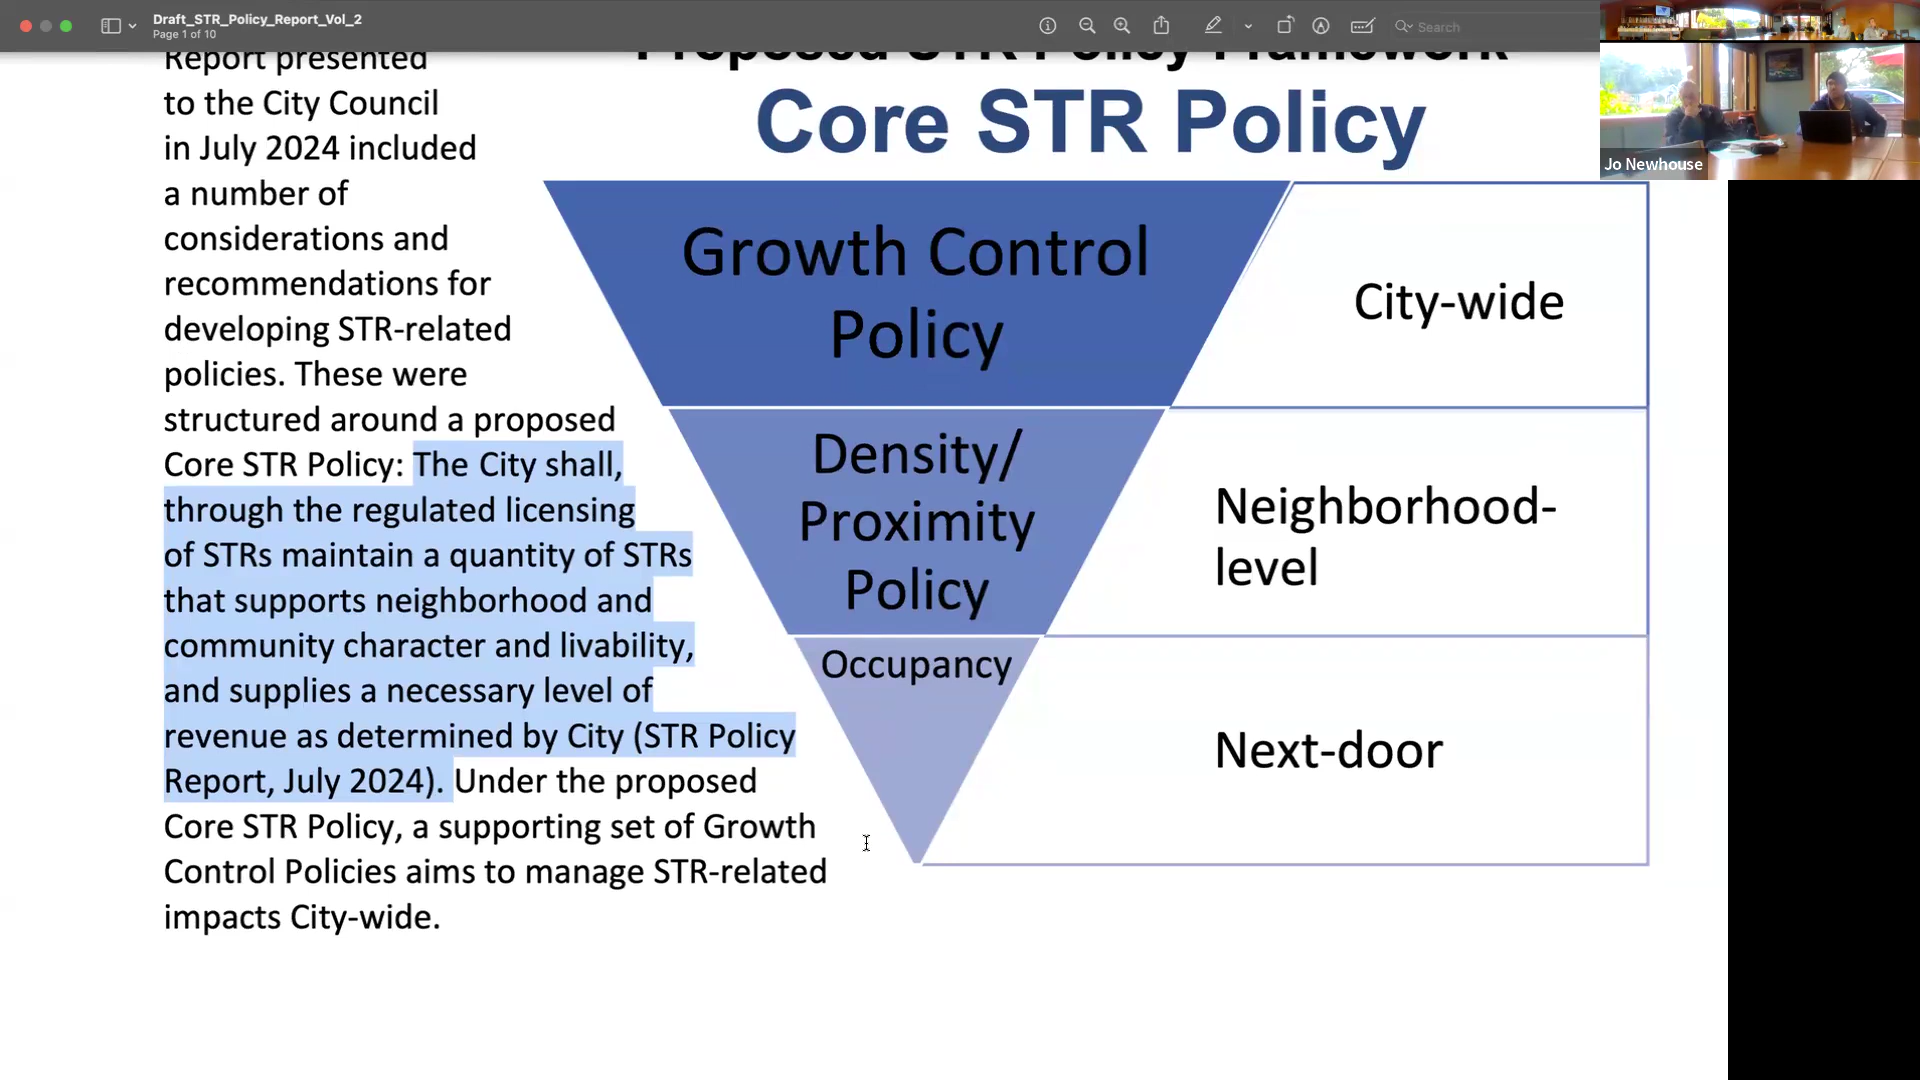 Draft_STR_Policy_Report_Vol_2
Page 1 of 10
Search
Jo Newhouse
Report presented
to the City Council
in July 2024 included
a number of
considerations and
recommendations for
developing STR-related
policies. These were
structured around a proposed
Core STR Policy: The City shall,
through the regulated licensing
of STRs maintain a quantity of STRs
that supports neighborhood and
community character and livability,
and supplies a necessary level of
revenue as determined by City (STR Policy
Report, July 2024). Under the proposed
Core STR Policy, a supporting set of Growth
Control Policies aims to manage STR-related
impacts City-wide.
Proposed STR Policy Framework
Core STR Policy
Growth Control
Policy
City-wide
Density/
Proximity
Policy
Neighborhood-
level
Occupancy
Next-door